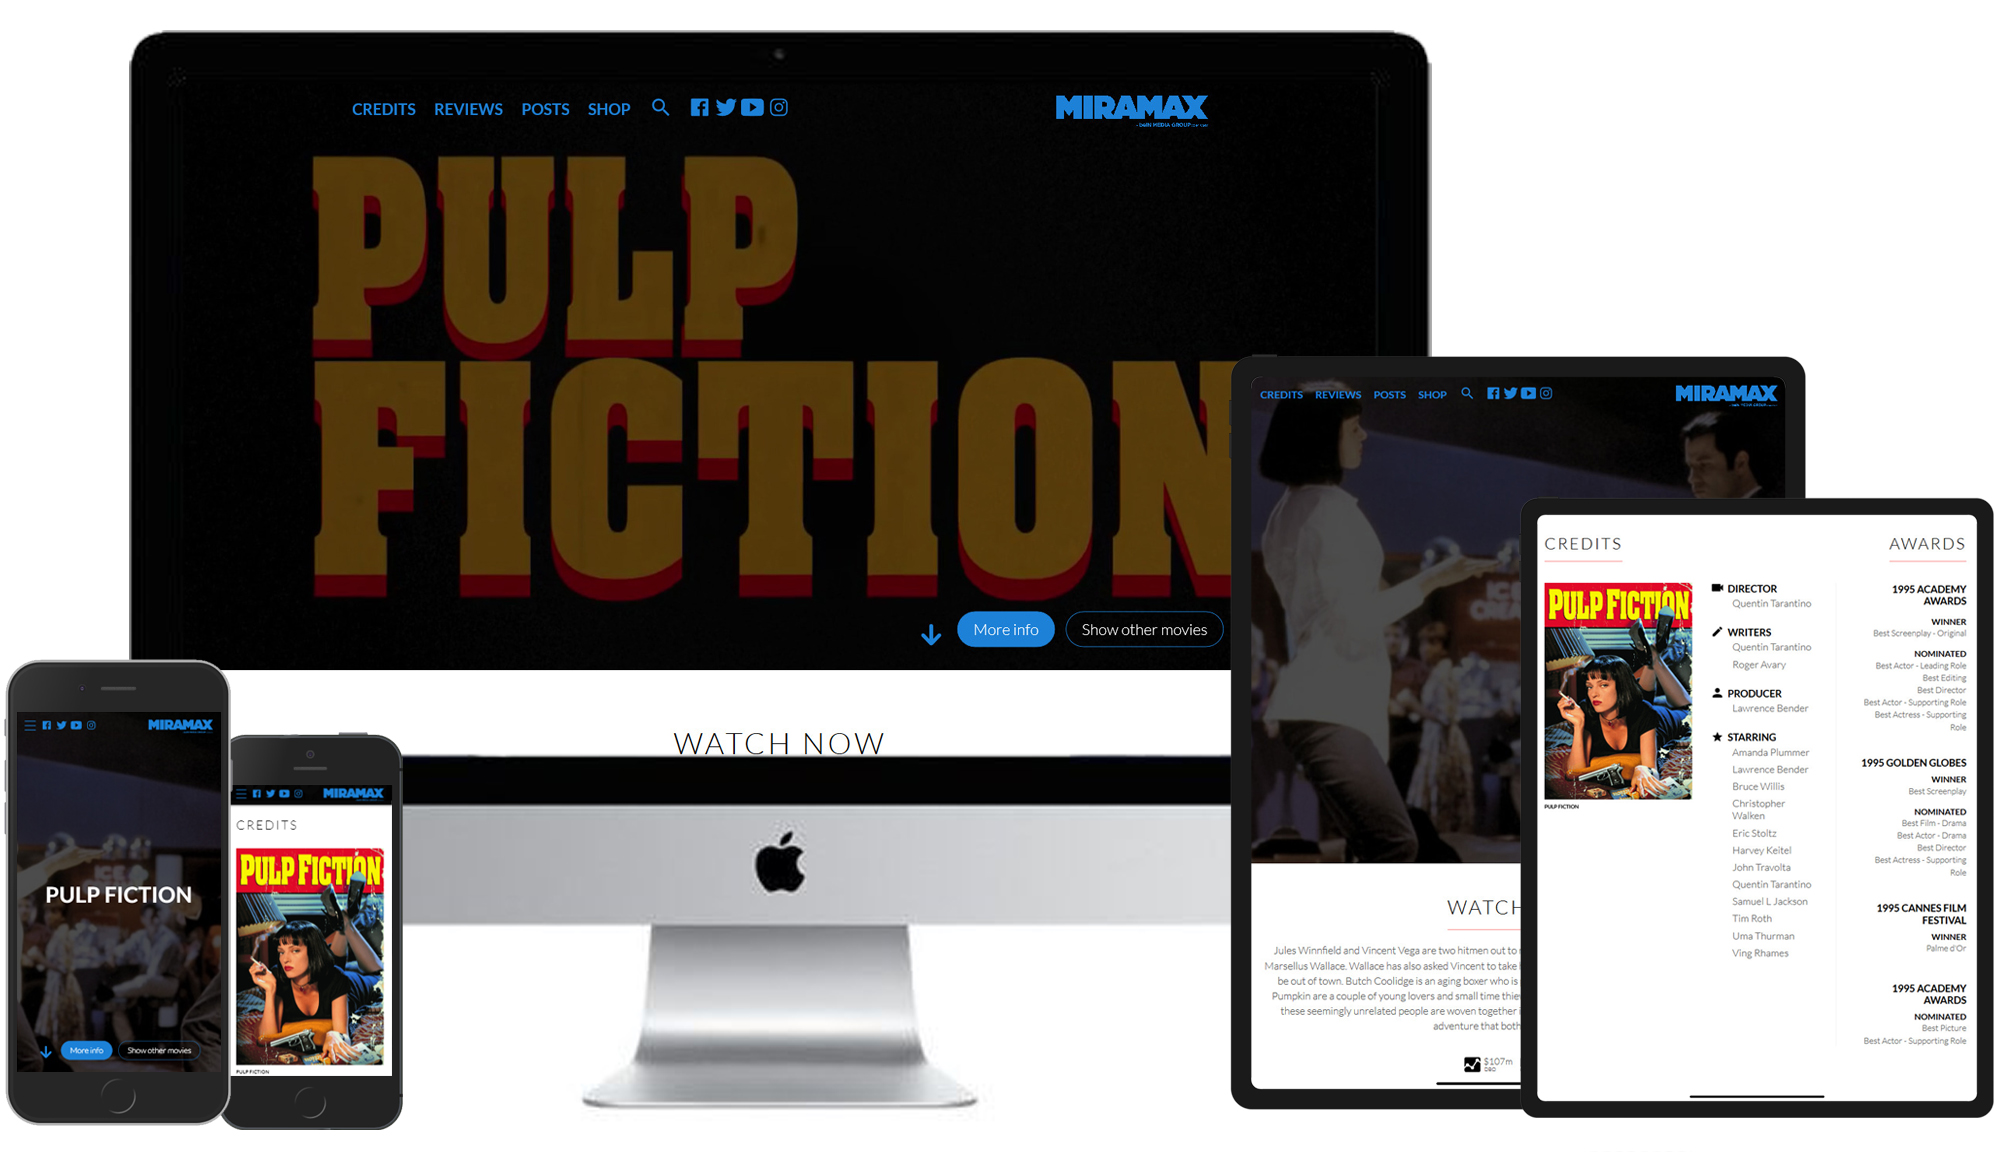 CREDITS REVIEWS POSTS SHOP
MIRAMAX
PULP
FICTION
More info
Show other movies
WATCH NOW
MIRAMAX
PULP FICTION
More info
Show other movies
MIRAMAX
CREDITS
PULP FICTION
PULP FICTION
CREDITS REVIEWS POSTS SHOP
MIRAMAX
WATCH
Jules Winnfield and Vincent Vega are two hitmen out to
Marsellus Wallace. Wallace has also asked Vincent to take
be out of town. Butch Coolidge is an aging boxer who is
Pumpkin are a couple of young lovers and small time
these seemingly unrelated people are woven together
adventure that both
$107m
CREDITS
PULP FICTION
PULP FICTION
DIRECTOR
Quentin Tarantino
WRITERS
Quentin Tarantino
Roger Avary
PRODUCER
Lawrence Bender
STARRING
Amanda Plummer
Lawrence Bender
Bruce Willis
Christopher
Walken
Eric Stoltz
Harvey Keitel
John Travolta
Quentin Tarantino
Samuel L Jackson
Tim Roth
Uma Thurman
Ving Rhames
AWARDS
1995 ACADEMY
AWARDS
WINNER
Best Screenplay - Original
NOMINATED
Best Actor - Leading Role
Best Editing
Best Director
Best Actor - Supporting Role
Best Actress - Supporting
Role
1995 GOLDEN GLOBES
WINNER
Best Screenplay
NOMINATED
Best Film - Drama
Best Actor - Drama
Best Director
Best Actress - Supporting
Role
1995 CANNES FILM
FESTIVAL
WINNER
Palme d'Or
1995 ACADEMY
AWARDS
NOMINATED
Best Picture
Best Actor - Supporting Role